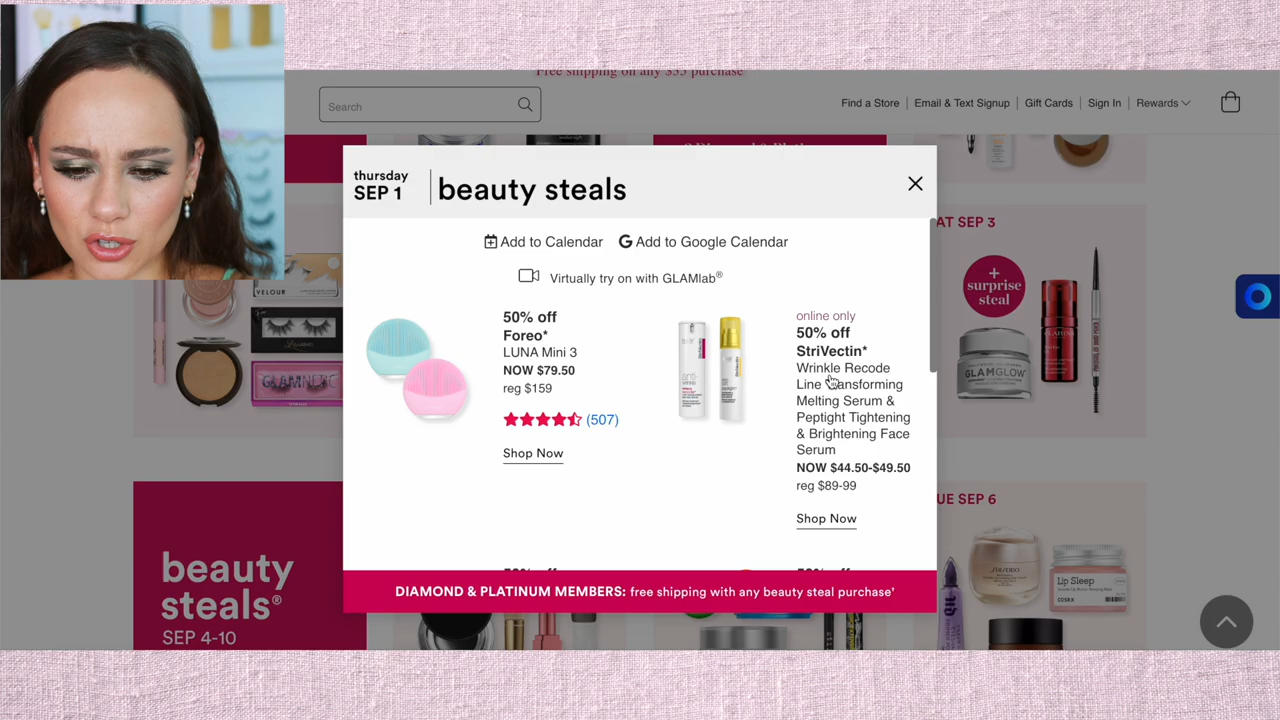 Free shipping on any $35 purchase
Search
Find a Store
Email & Text Signup
Gift Cards
Sign In
Rewards
thursday
SEP 1
beauty steals
Add to Calendar
Add to Google Calendar
Virtually try on with GLAMlab®
50% off
Foreo*
LUNA Mini 3
NOW $79.50
reg $159
(507)
Shop Now
online only
50% off
StriVectin*
Wrinkle Recode
Line Transforming
Melting Serum &
Peptight Tightening
& Brightening Face
Serum
NOW $44.50-$49.50
reg $89-99
Shop Now
DIAMOND & PLATINUM MEMBERS: free shipping with any beauty steal purchase†
VELOUR
GLAMNETIC
AT SEP 3
+
surprise
steal
GLAMGLOW
CLARINS
beauty
steals®
SEP 4-10
UE SEP 6
SHISEIDO
Lip Sleep
COSRX